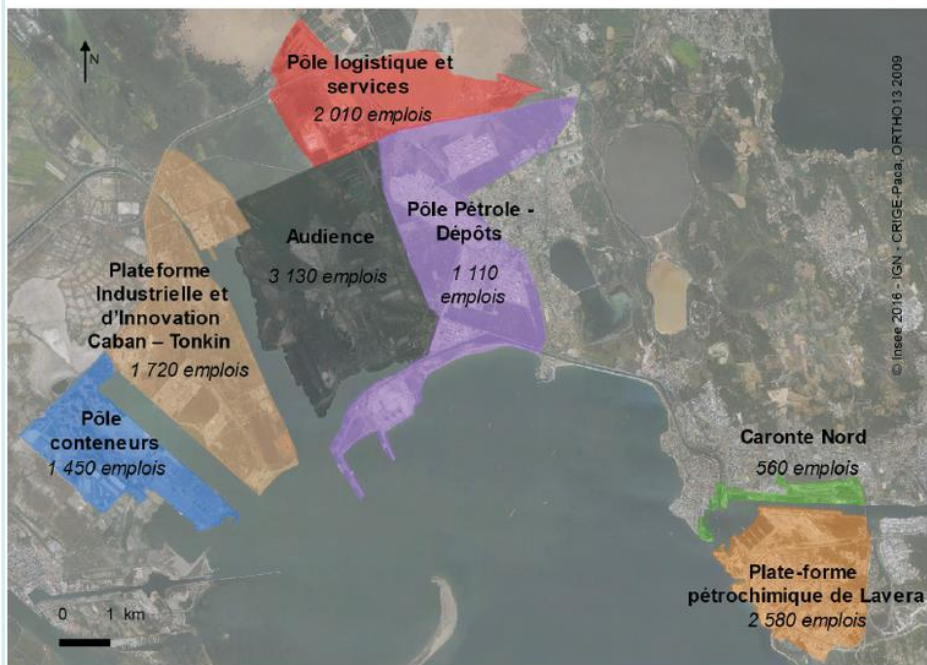 N
Pôle logistique et
services
2 010 emplois
Audience
3 130 emplois
Pôle Pétrole -
Dépôts
1 110
emplois
Plateforme
Industrielle et
d'Innovation
Caban – Tonkin
1 720 emplois
Pôle
conteneurs
1 450 emplois
Caronte Nord
560 emplois
Plate-forme
pétrochimique de Lavera
2 580 emplois
0 1 km
© Insee 2016 - IGN - CRIGE-Paca, ORTHO13 2009